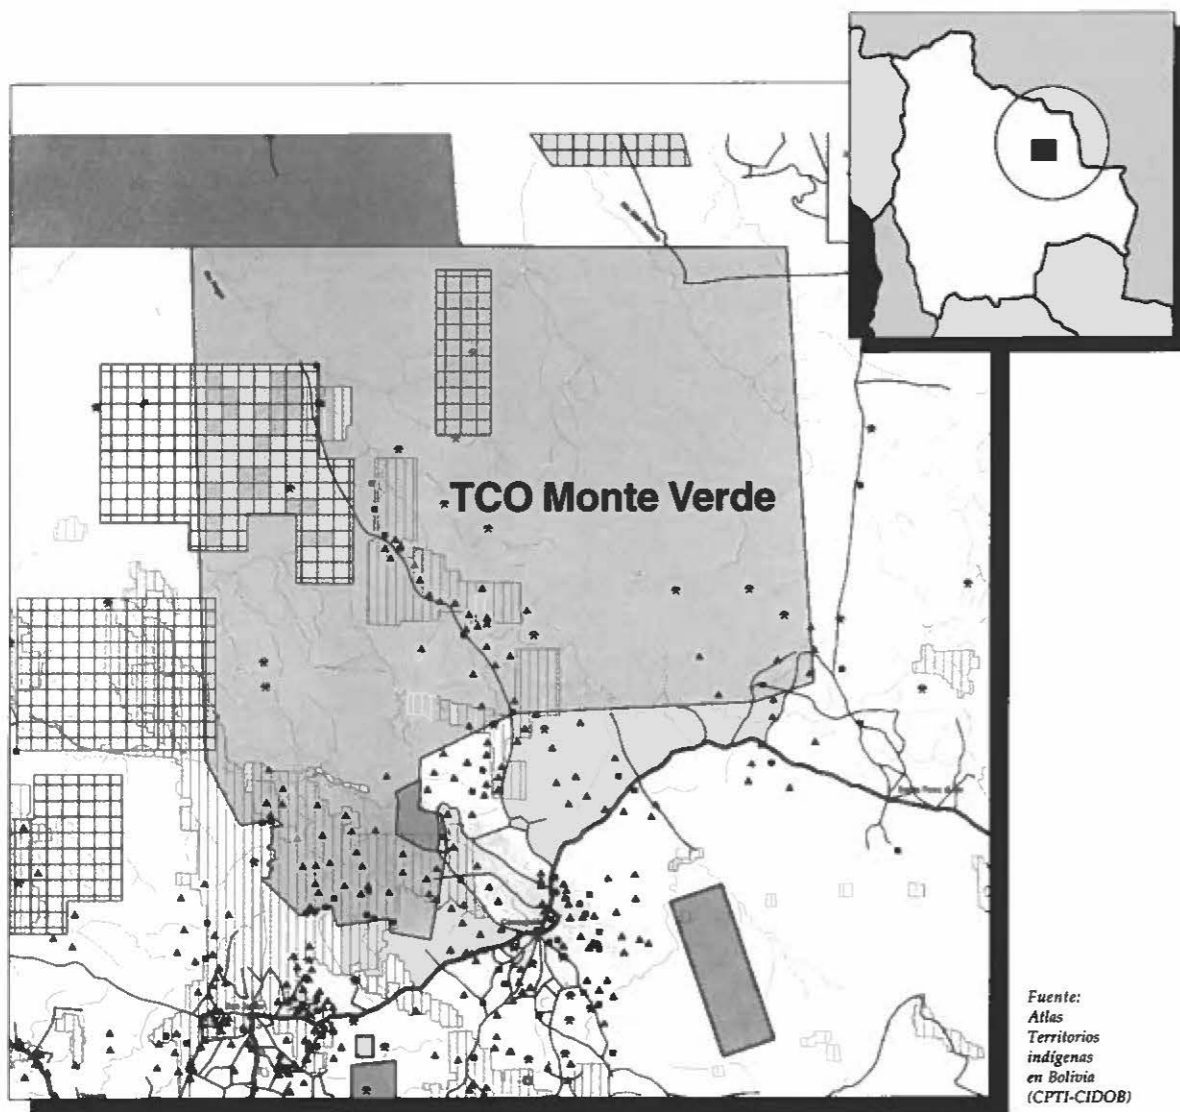 TCO Monte Verde
Fuente:
Atlas
Territorios
indígenas
en Bolivia
(CPTI-CIDOB)